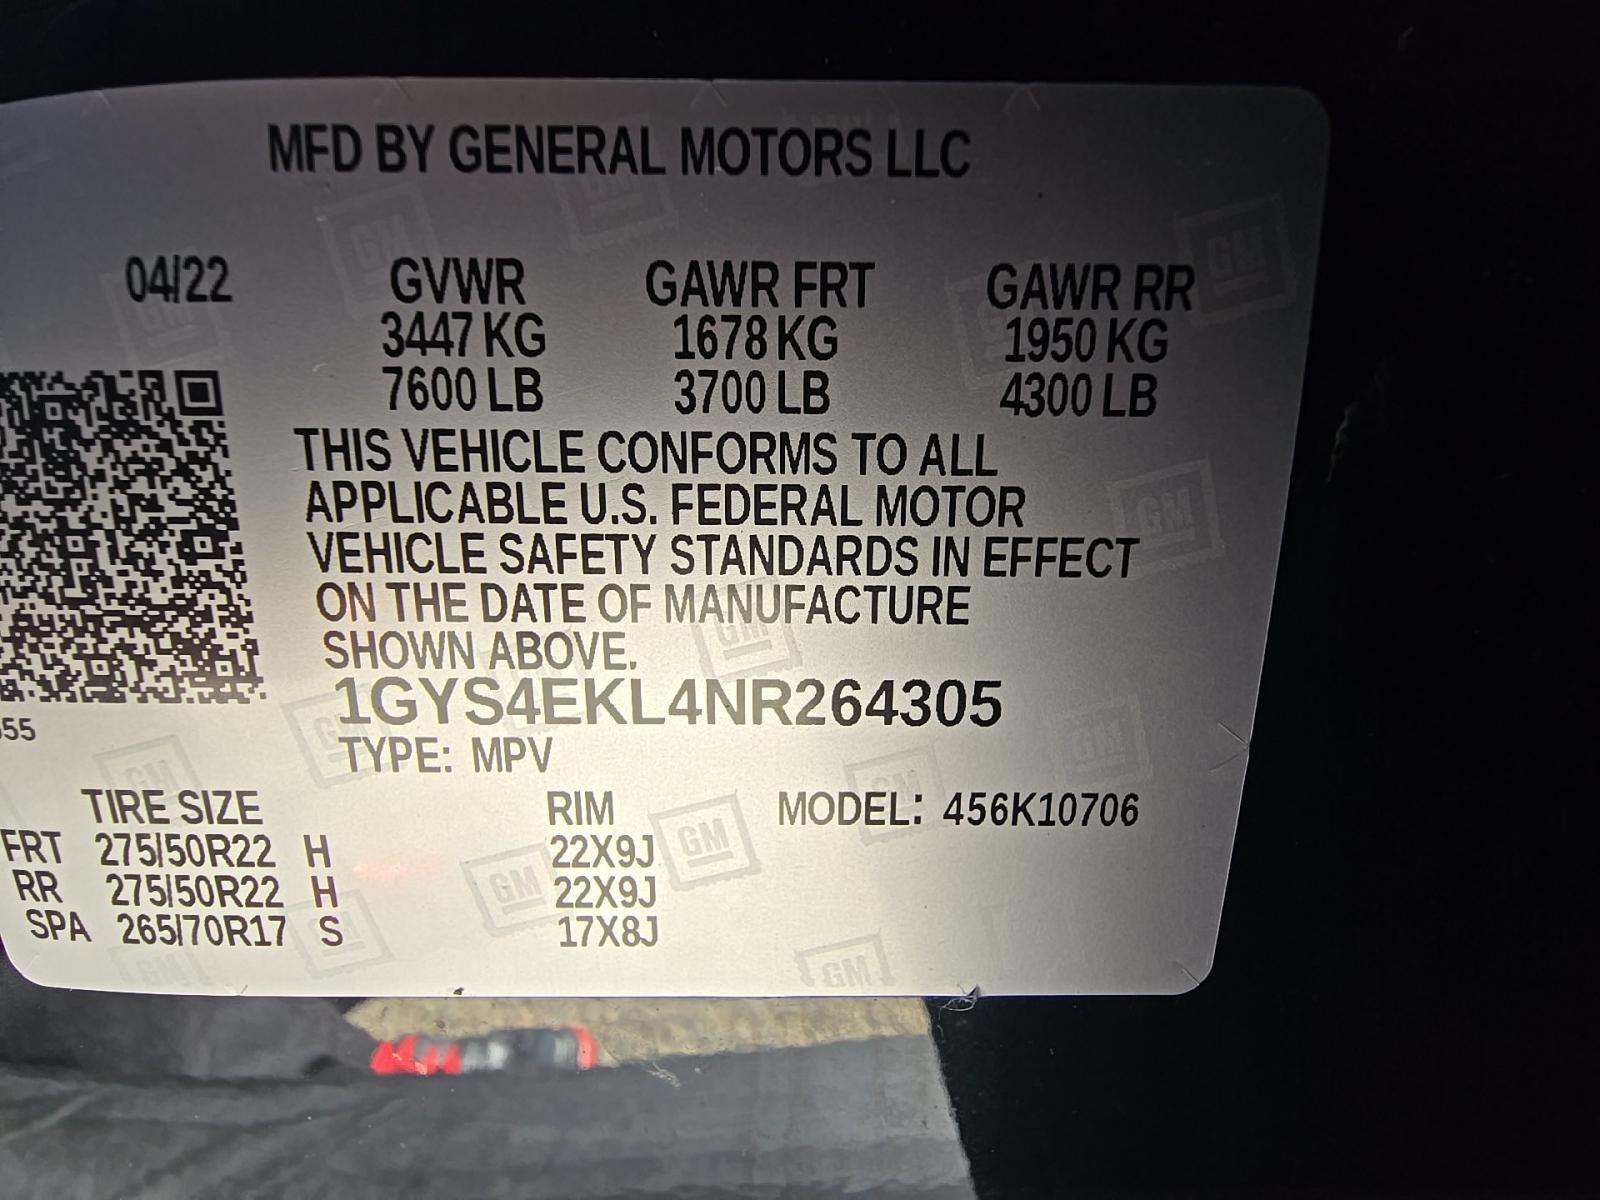 MFD BY GENERAL MOTORS LLC
04/22 GVWR GAWR FRT GAWR RR
3447 KG 1678 KG 1950 KG
7600 LB 3700 LB 4300 LB
THIS VEHICLE CONFORMS TO ALL
APPLICABLE U.S. FEDERAL MOTOR
VEHICLE SAFETY STANDARDS IN EFFECT
ON THE DATE OF MANUFACTURE
SHOWN ABOVE.
1GYS4EKL4NR264305
55
TYPE: MPV
TIRE SIZE RIM MODEL: 456K10706
FRT 275/50R22 H 22X9J
RR 275/50R22 H 22X9J
SPA 265/70R17 S 17X8J
GM